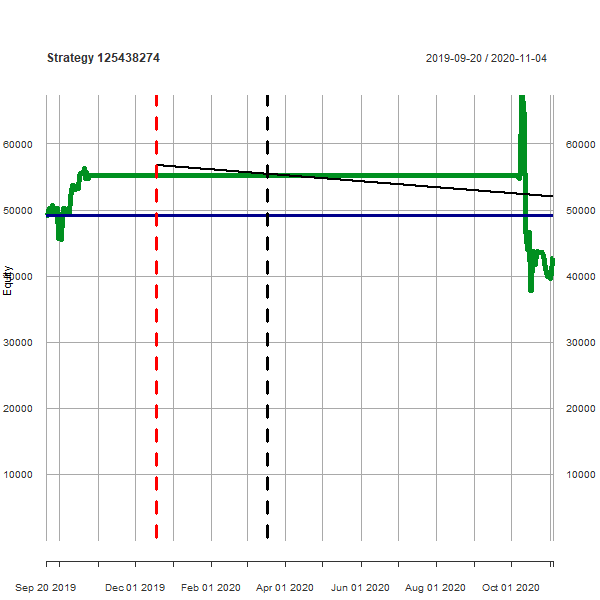 Strategy 125438274
2019-09-20 / 2020-11-04
60000
60000
50000
50000
Equity
40000
40000
30000
30000
20000
20000
10000
10000
Sep 20 2019
Dec 01 2019
Feb 01 2020
Apr 01 2020
Jun 01 2020
Aug 01 2020
Oct 01 2020